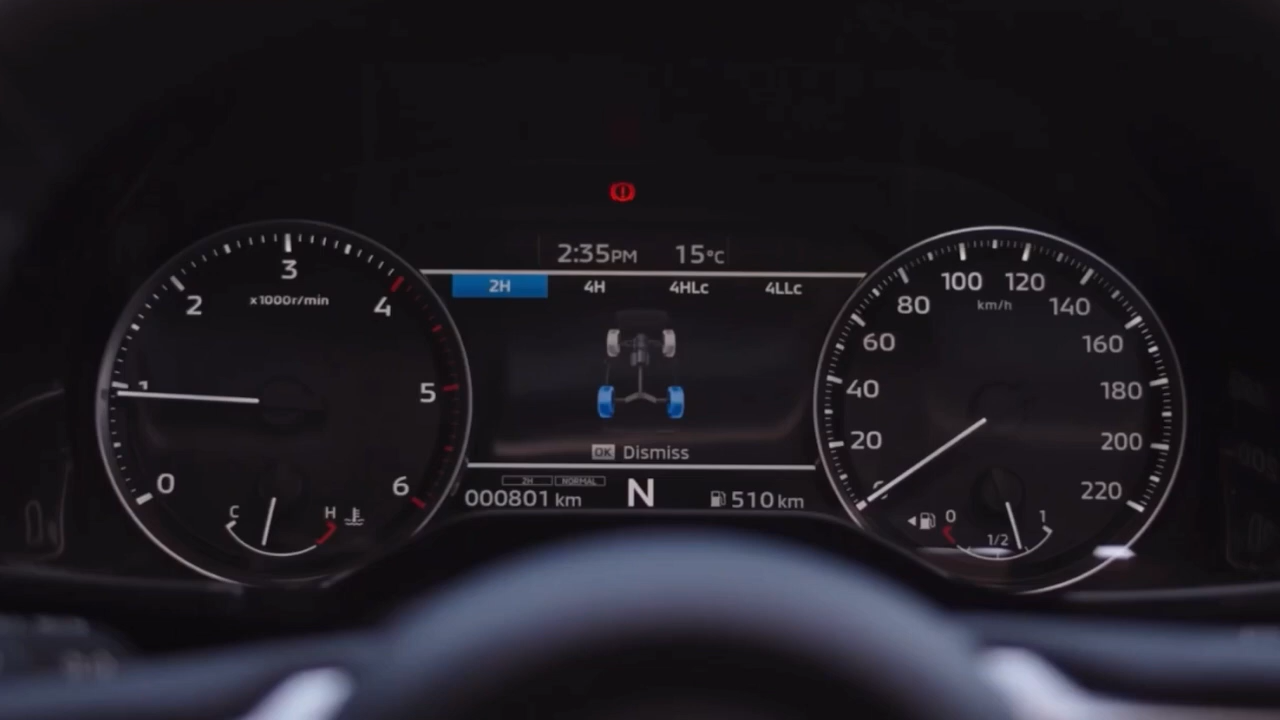 2:35PM 15°C
2H 4H 4HLc 4LLc
OK Dismiss
2H NORMAL
000801 km N 510 km
x1000r/min
0 1 2 3 4 5 6
C H
km/h
20 40 60 80 100 120 140 160 180 200 220
0 1/2 1